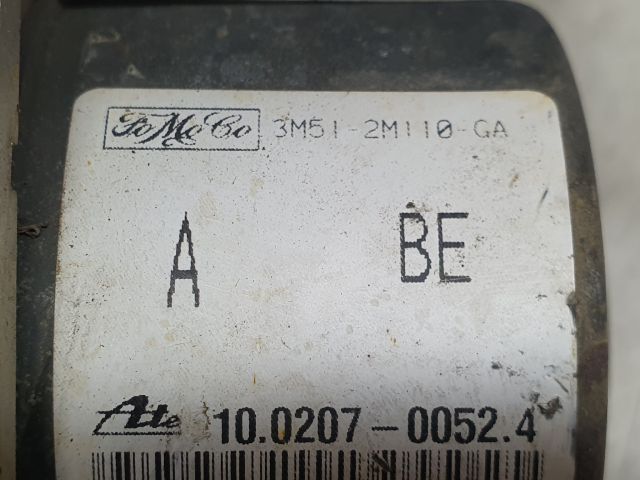 FoMoCo 3M51-2M110-GA
A BE
Ate 10.0207-0052.4